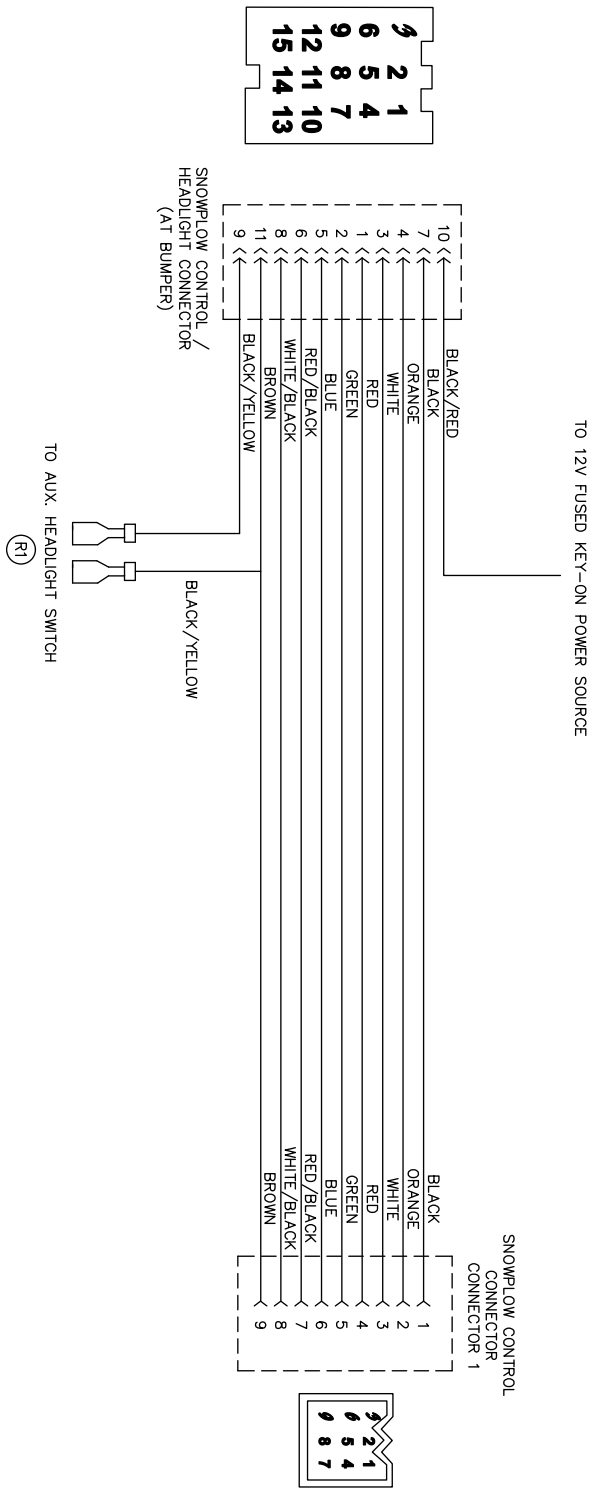 TO 12V FUSED KEY-ON POWER SOURCE
3 2 1
6 5 4
9 8 7
12 11 10
15 14 13
SNOWPLOW CONTROL /
HEADLIGHT CONNECTOR
(AT BUMPER)
10
7
4
3
1
2
5
6
8
11
9
BLACK/RED
BLACK
ORANGE
WHITE
RED
GREEN
BLUE
RED/BLACK
WHITE/BLACK
BROWN
BLACK/YELLOW
BLACK/YELLOW
TO AUX. HEADLIGHT SWITCH
R1
BLACK
ORANGE
WHITE
RED
GREEN
BLUE
RED/BLACK
WHITE/BLACK
BROWN
SNOWPLOW CONTROL
CONNECTOR
CONNECTOR 1
1
2
3
4
5
6
7
8
9
3 2 1
6 5 4
9 8 7